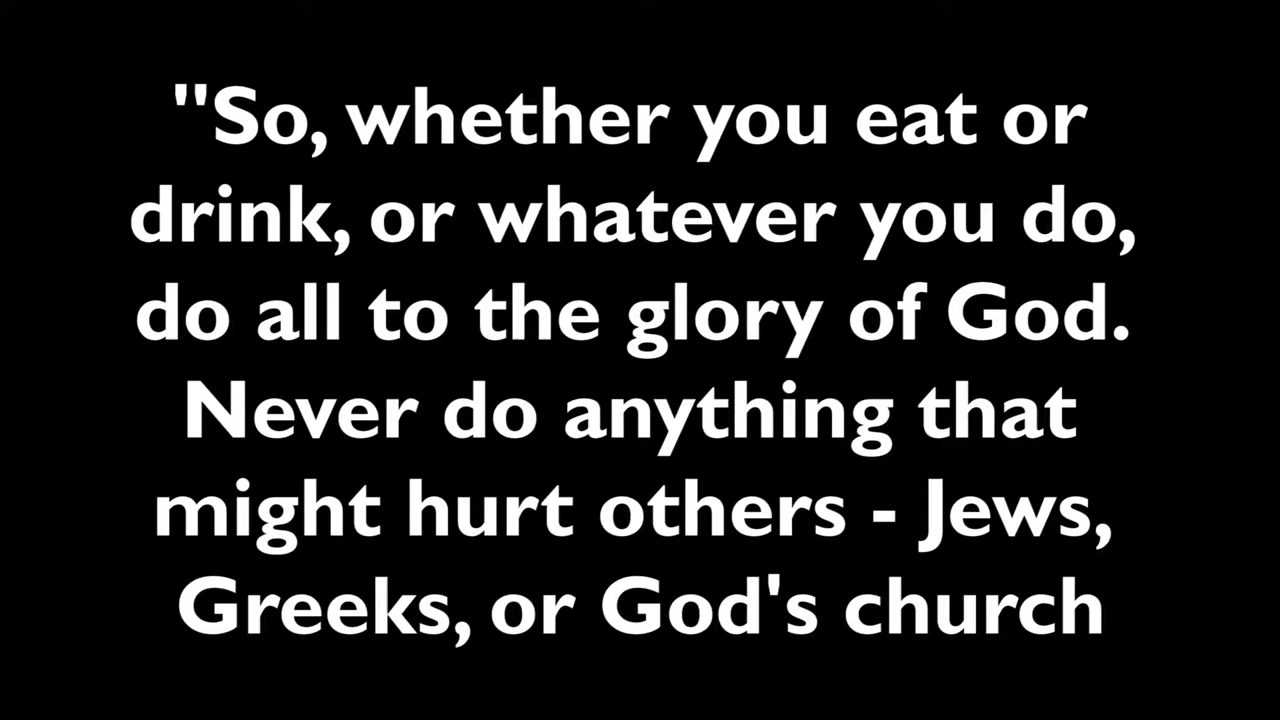 "So, whether you eat or
drink, or whatever you do,
do all to the glory of God.
Never do anything that
might hurt others - Jews,
Greeks, or God's church